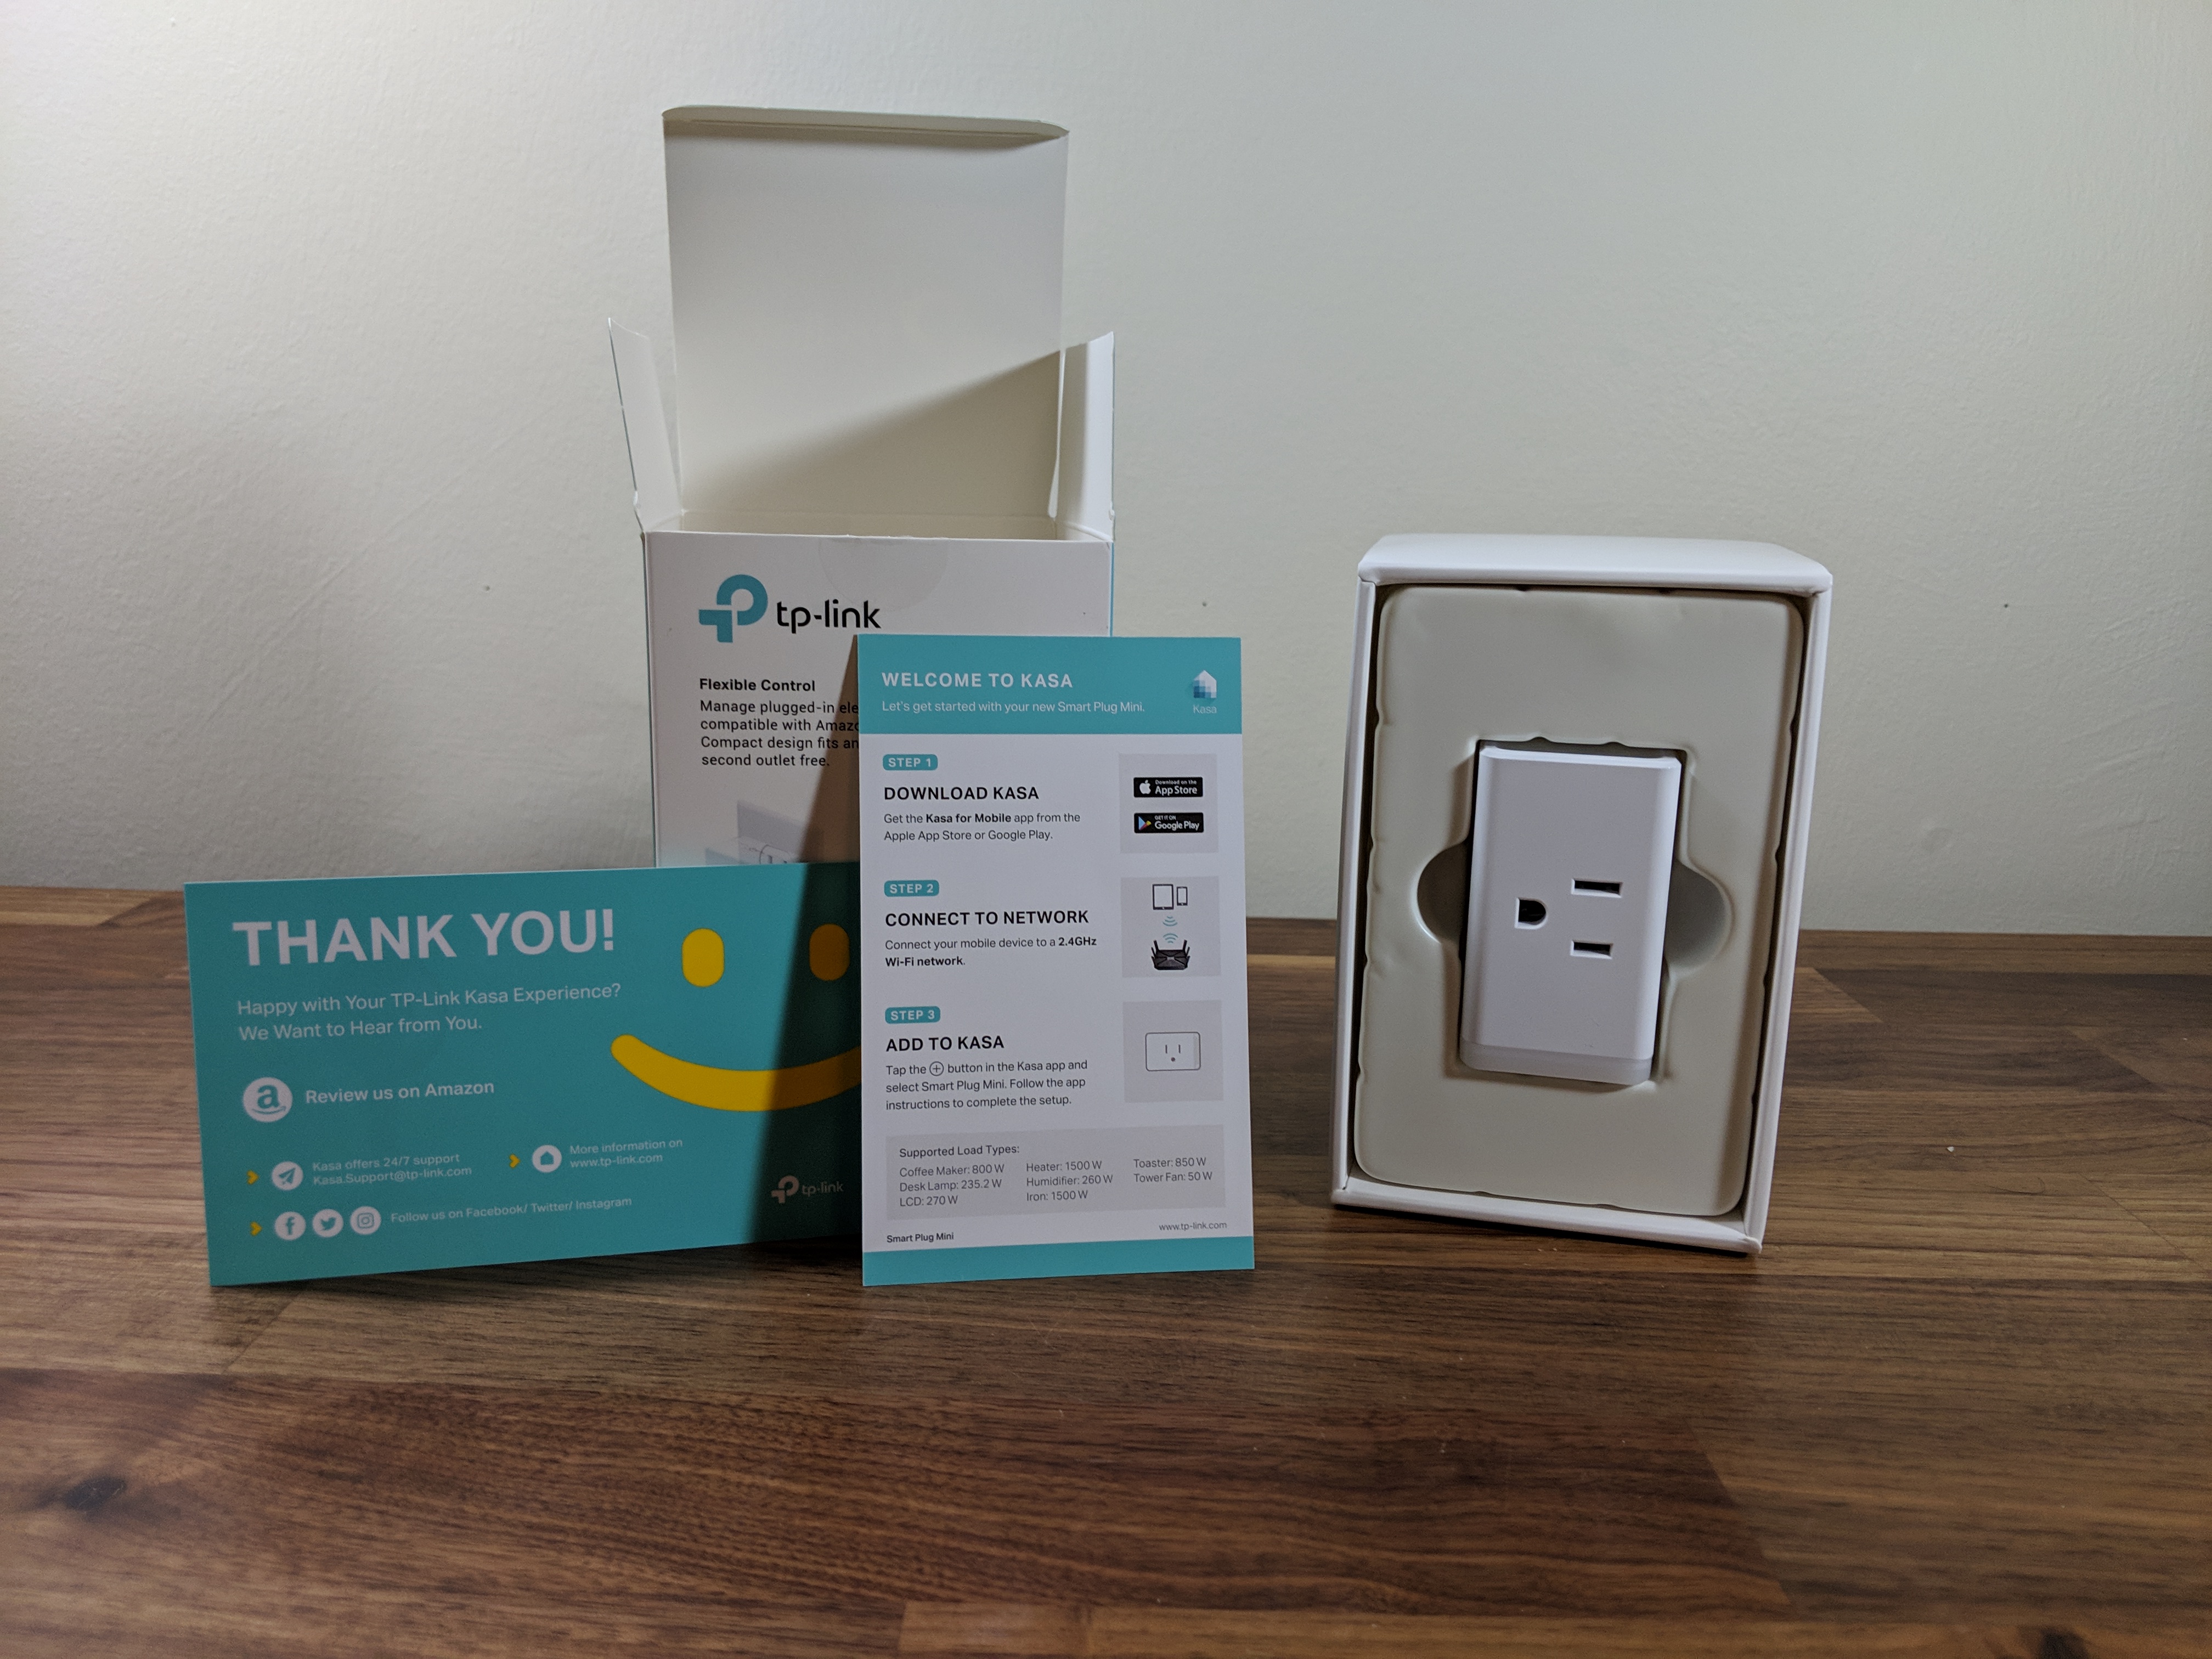 tp-link
Flexible Control
Manage plugged-in ele
compatible with Amazo
Compact design fits an
second outlet free.
THANK YOU!
Happy with Your TP-Link Kasa Experience?
We Want to Hear from You.
a
Review us on Amazon
Kasa offers 24/7 support
Kasa.Support@tp-link.com
More information on
www.tp-link.com
Follow us on Facebook/ Twitter/ Instagram
tp-link
WELCOME TO KASA
Let's get started with your new Smart Plug Mini.
Kasa
STEP 1
DOWNLOAD KASA
Get the Kasa for Mobile app from the
Apple App Store or Google Play.
Download on the
App Store
GET IT ON
Google Play
STEP 2
CONNECT TO NETWORK
Connect your mobile device to a 2.4GHz
Wi-Fi network.
STEP 3
ADD TO KASA
Tap the + button in the Kasa app and
select Smart Plug Mini. Follow the app
instructions to complete the setup.
Supported Load Types:
Coffee Maker: 800 W
Desk Lamp: 235.2 W
LCD: 270 W
Heater: 1500 W
Humidifier: 260 W
Iron: 1500 W
Toaster: 850 W
Tower Fan: 50 W
www.tp-link.com
Smart Plug Mini